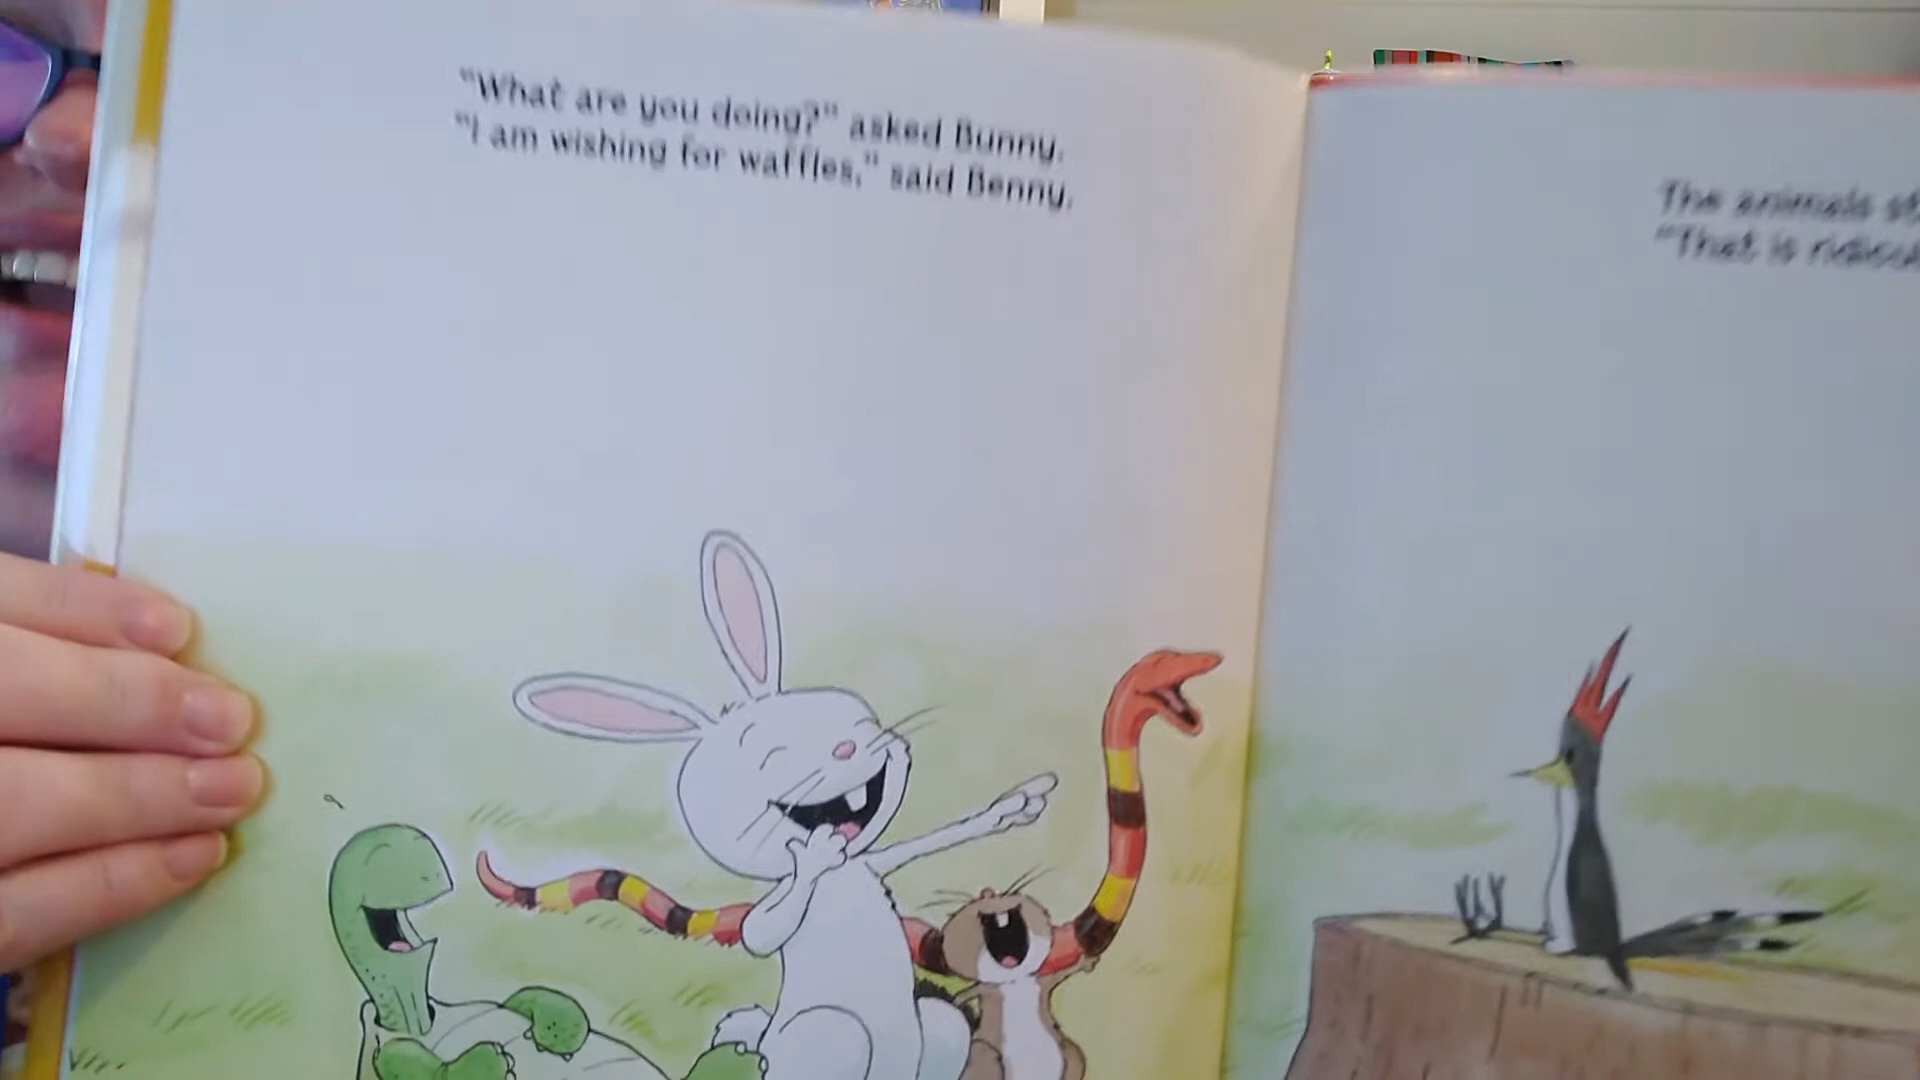 "What are you doing?" asked Bunny.
"I am wishing for waffles," said Benny.
The animals
"That is